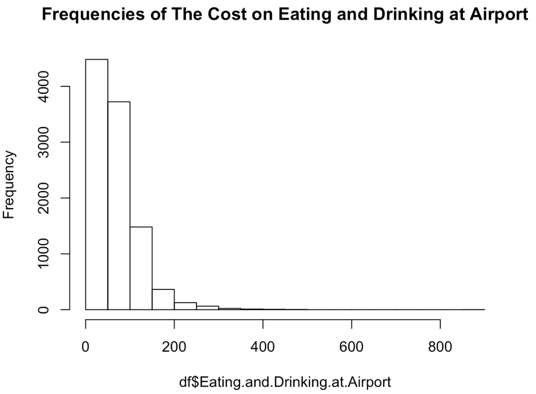 Frequencies of The Cost on Eating and Drinking at Airport
Frequency
4000
3000
2000
1000
0
0 200 400 600 800
df$Eating.and.Drinking.at.Airport